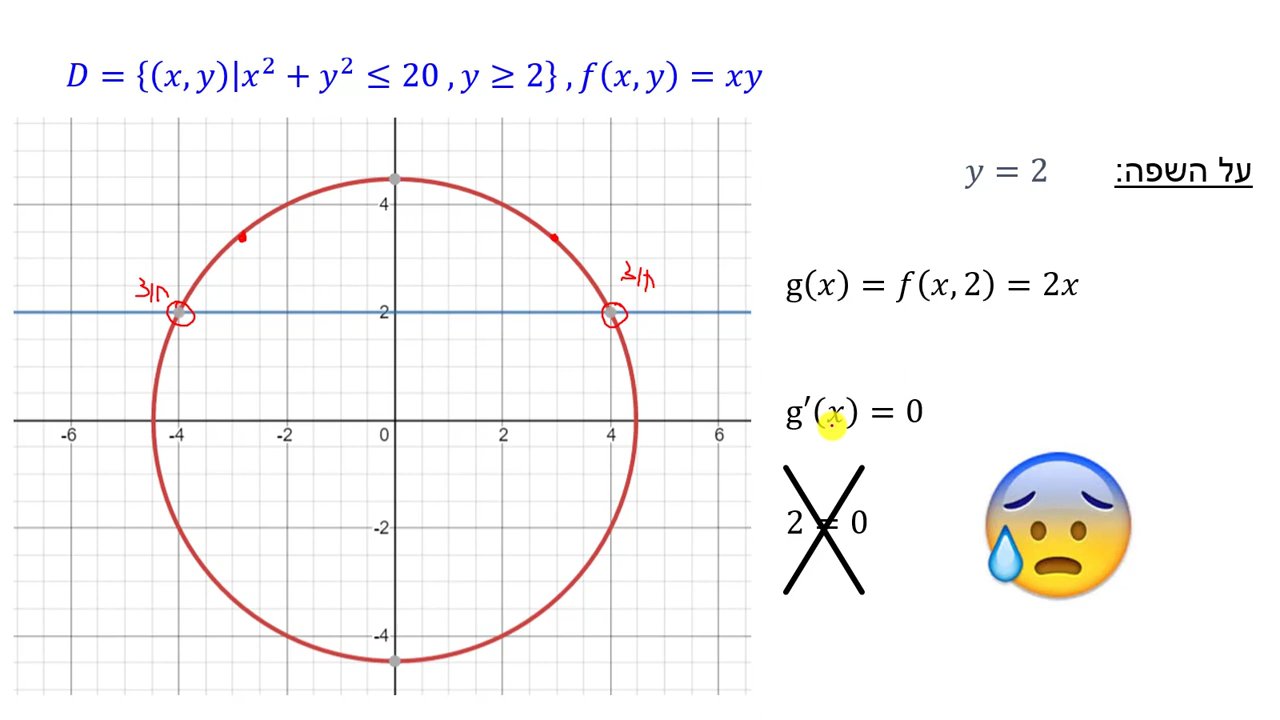 D = {(x, y)|x² + y² ≤ 20 , y ≥ 2} , f(x, y) = xy
על השפה: y = 2
g(x) = f(x, 2) = 2x
g′(x) = 0
2 = 0
4
2
-6 -4 -2 0 2 4 6
-2
-4